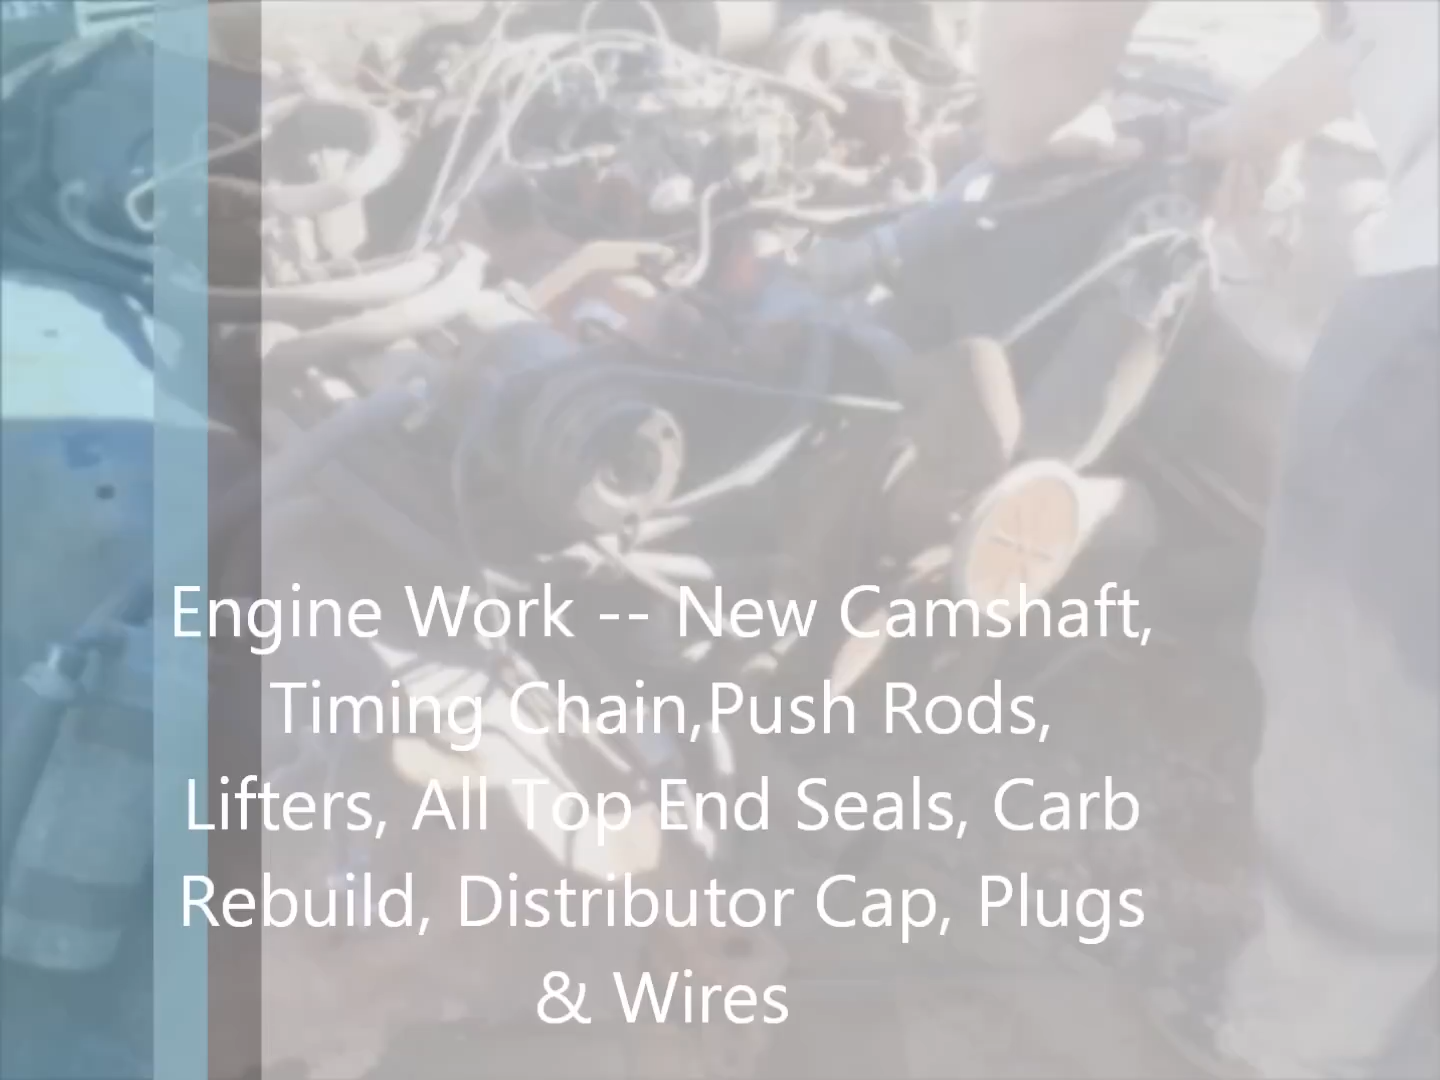 Engine Work -- New Camshaft,
Timing Chain,Push Rods,
Lifters, All Top End Seals, Carb
Rebuild, Distributor Cap, Plugs
& Wires